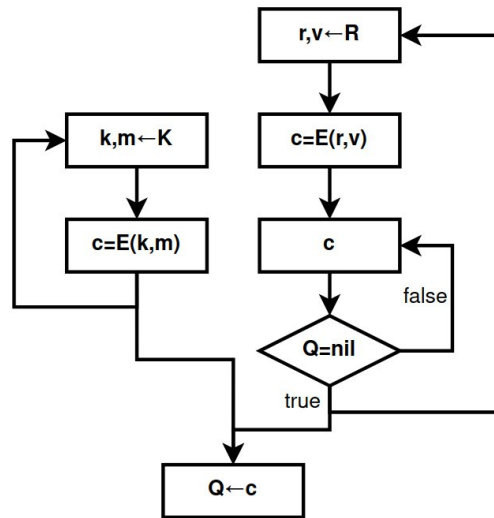 r,v←R
k,m←K
c=E(r,v)
c=E(k,m)
c
false
Q=nil
true
Q←c